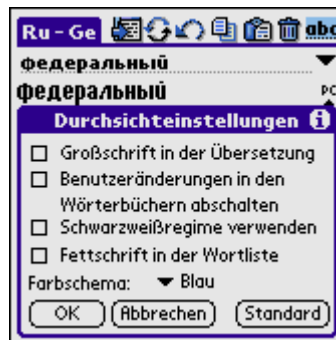 Ru - Ge abc
федеральный
федеральный
Durchsichteinstellungen
Großschrift in der Übersetzung
Benutzeränderungen in den
Wörterbüchern abschalten
Schwarzweißregime verwenden
Fettschrift in der Wortliste
Farbschema: Blau
OK Abbrechen Standard